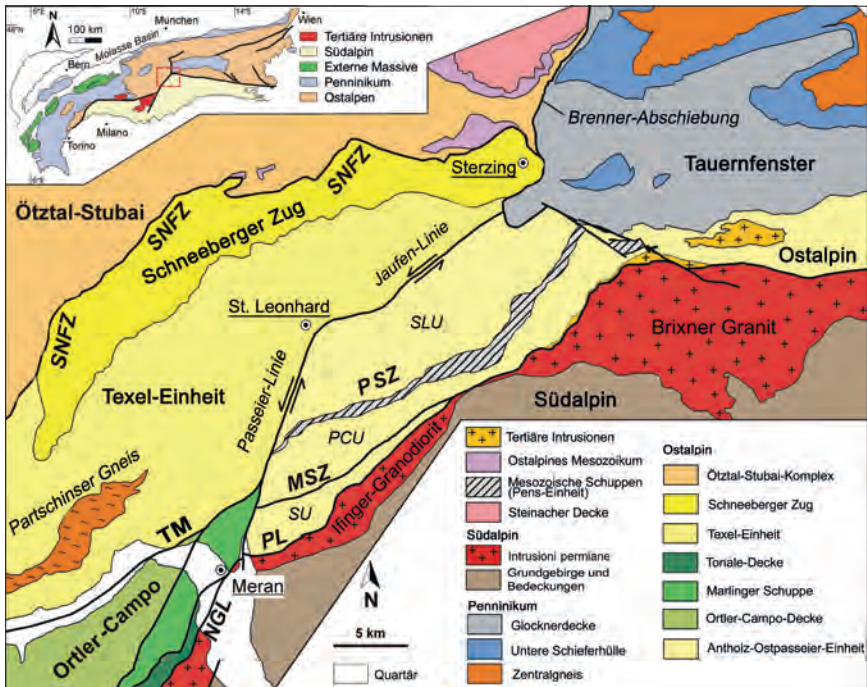 10°E
14°E
München
Wien
48°N
N
100 km
Molasse Basin
Bern
Milano
Torino
6°E
Tertiäre Intrusionen
Südalpin
Externe Massive
Penninikum
Ostalpen
Brenner-Abschiebung
Tauernfenster
Sterzing
Ötztal-Stubai
SNFZ
SNFZ
SNFZ
Schneeberger Zug
Ostalpin
Jaufen-Linie
St. Leonhard
SLU
Brixner Granit
Passeier-Linie
PSZ
Texel-Einheit
Südalpin
PCU
Partschinser Gneis
MSZ
Ifinger-Granodiorit
TM
SU
PL
Meran
Ortler-Campo
NGL
N
5 km
Quartär
Tertiäre Intrusionen
Ostalpines Mesozoikum
Mesozoische Schuppen
(Pens-Einheit)
Steinacher Decke
Südalpin
Intrusioni permiane
Grundgebirge und
Bedeckungen
Penninikum
Glocknerdecke
Untere Schieferhülle
Zentralgneis
Ostalpin
Ötztal-Stubai-Komplex
Schneeberger Zug
Texel-Einheit
Tonale-Decke
Marlinger Schuppe
Ortler-Campo-Decke
Antholz-Ostpasseier-Einheit